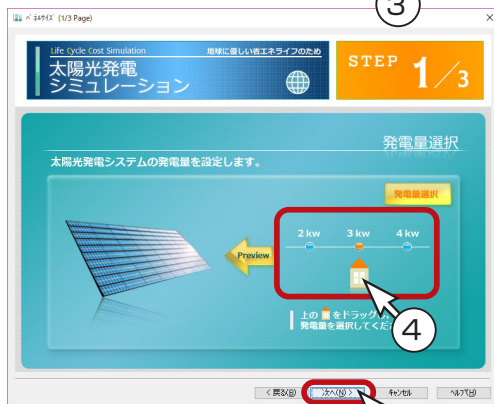 ③
ﾊﾟﾈﾙｻｲｽﾞ (1/3 Page)
Life Cycle Cost Simulation
地球に優しい省エネライフのため
太陽光発電
シミュレーション
STEP 1/3
発電量選択
太陽光発電システムの発電量を設定します。
発電量選択
2 kw 3 kw 4 kw
Preview
上の をドラッグし、
発電量を選択してくだ
④
< 戻る(B) 次へ(N) > ｷｬﾝｾﾙ ﾍﾙﾌﾟ(H)